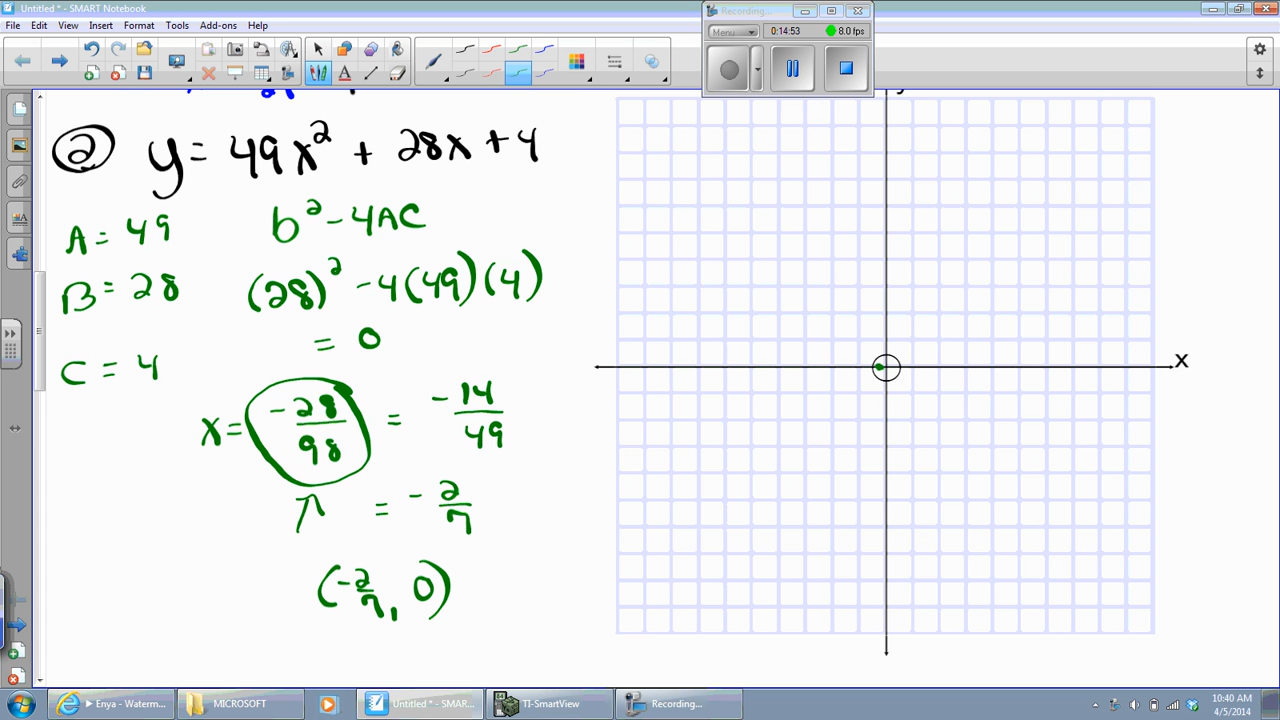 Untitled * - SMART Notebook
File Edit View Insert Format Tools Add-ons Help
Recording...
Menu 0:14:53 8.0 fps
② y = 49x² + 28x + 4
A = 49 b² - 4AC
B = 28 (28)² - 4(49)(4)
= 0
C = 4
x = -28/98 = -14/49
= -2/7
(-2/7, 0)
x
Enya - Waterm... MICROSOFT Untitled * - SMAR... TI-SmartView Recording...
10:40 AM
4/5/2014